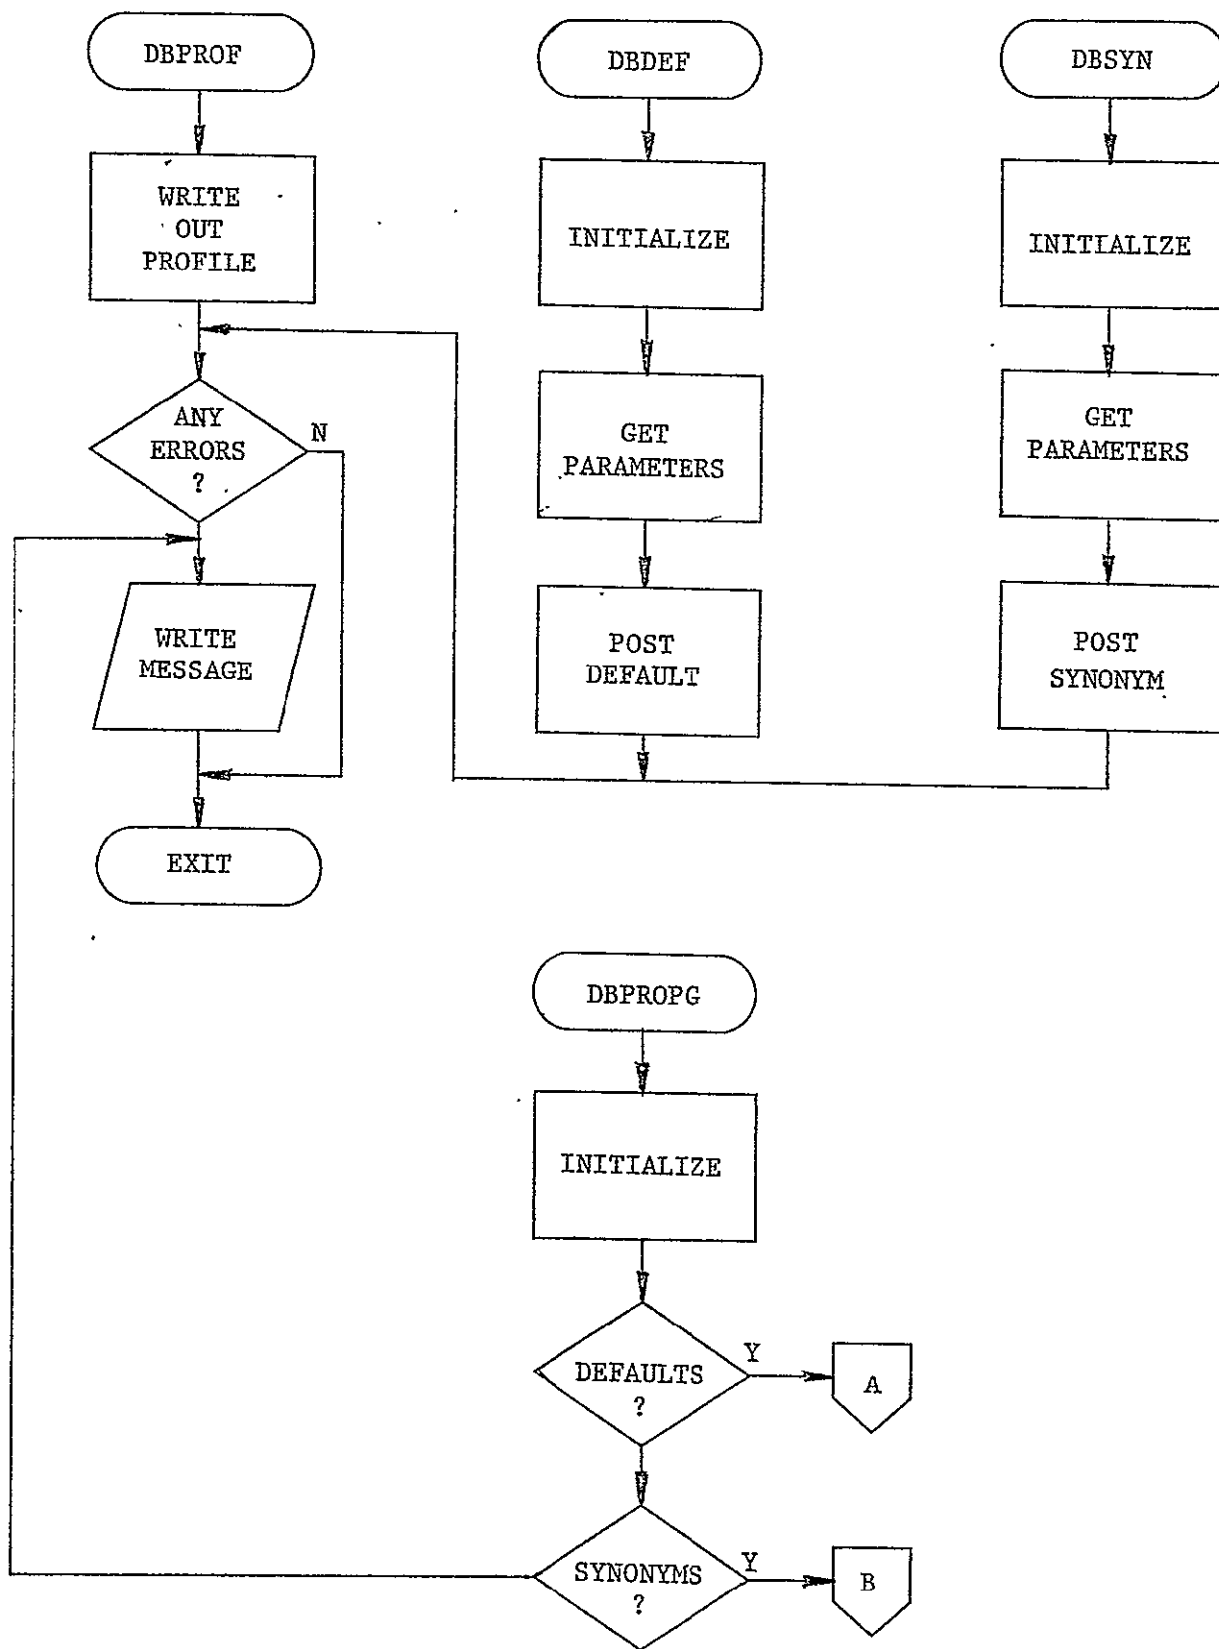 DBPROF
WRITE
OUT
PROFILE
ANY
ERRORS
?
N
WRITE
MESSAGE
EXIT
DBDEF
INITIALIZE
GET
PARAMETERS
POST
DEFAULT
DBSYN
INITIALIZE
GET
PARAMETERS
POST
SYNONYM
DBPROPG
INITIALIZE
DEFAULTS
?
Y
A
SYNONYMS
?
Y
B